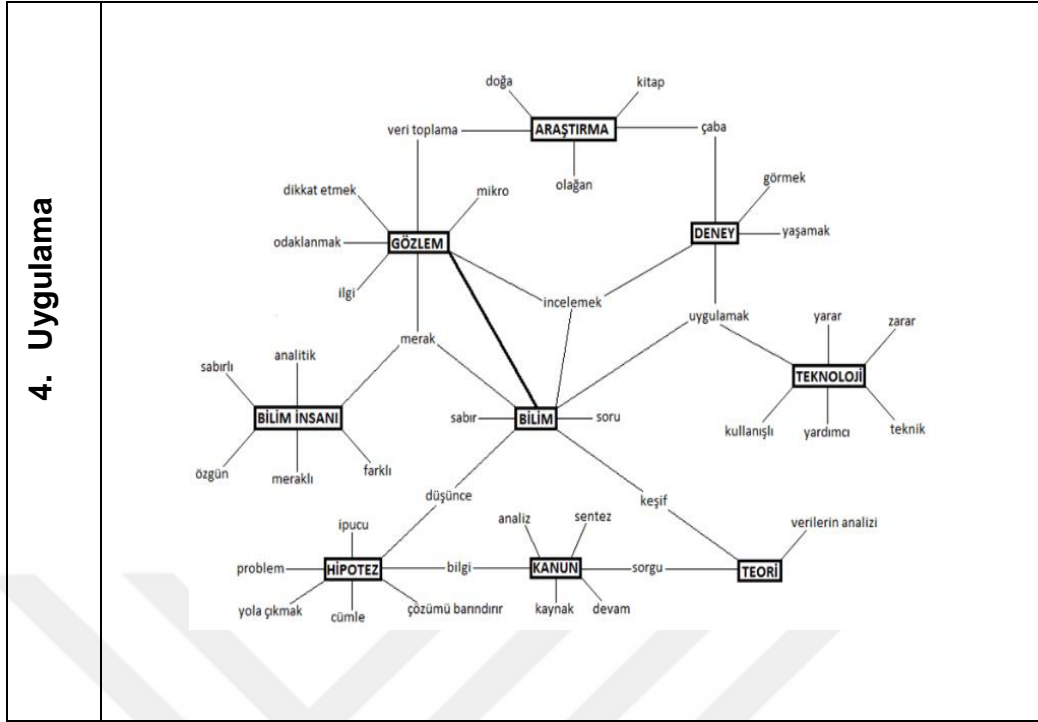 4. Uygulama
doğa
kitap
veri toplama
ARAŞTIRMA
çaba
olağan
dikkat etmek
mikro
görmek
odaklanmak
GÖZLEM
DENEY
yaşamak
ilgi
incelemek
merak
uygulamak
yarar
zarar
sabırlı
analitik
TEKNOLOJİ
BİLİM İNSANI
sabır
BİLİM
soru
kullanışlı
yardımcı
teknik
özgün
meraklı
farklı
düşünce
keşif
ipucu
analiz
sentez
verilerin analizi
problem
HİPOTEZ
bilgi
KANUN
sorgu
TEORİ
yola çıkmak
cümle
çözümü barındırır
kaynak
devam